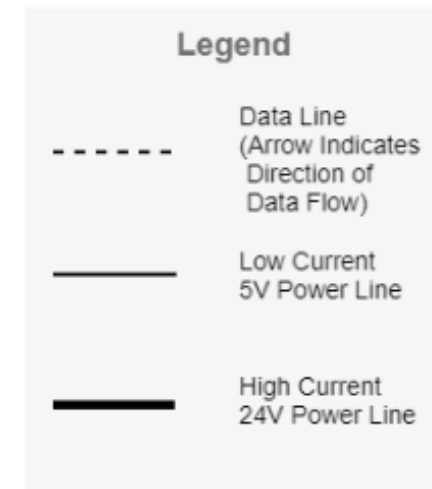 Legend
Data Line
(Arrow Indicates
Direction of
Data Flow)
Low Current
5V Power Line
High Current
24V Power Line